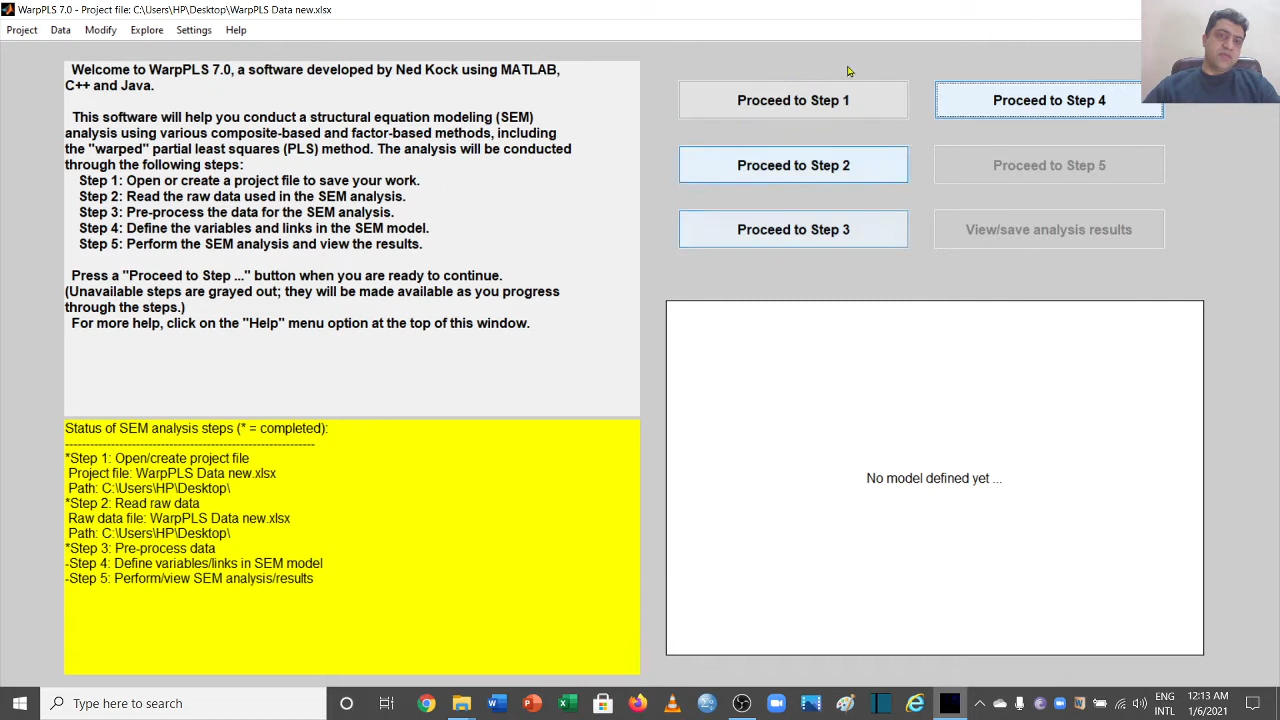 WarpPLS 7.0 - Project file: C:\Users\HP\Desktop\WarpPLS Data new.xlsx
Project Data Modify Explore Settings Help
Welcome to WarpPLS 7.0, a software developed by Ned Kock using MATLAB,
C++ and Java.
This software will help you conduct a structural equation modeling (SEM)
analysis using various composite-based and factor-based methods, including
the "warped" partial least squares (PLS) method. The analysis will be conducted
through the following steps:
Step 1: Open or create a project file to save your work.
Step 2: Read the raw data used in the SEM analysis.
Step 3: Pre-process the data for the SEM analysis.
Step 4: Define the variables and links in the SEM model.
Step 5: Perform the SEM analysis and view the results.
Press a "Proceed to Step ..." button when you are ready to continue.
(Unavailable steps are grayed out; they will be made available as you progress
through the steps.)
For more help, click on the "Help" menu option at the top of this window.
Proceed to Step 1
Proceed to Step 4
Proceed to Step 2
Proceed to Step 5
Proceed to Step 3
View/save analysis results
Status of SEM analysis steps (* = completed):
------------------------------------------------------------
*Step 1: Open/create project file
Project file: WarpPLS Data new.xlsx
Path: C:\Users\HP\Desktop\
*Step 2: Read raw data
Raw data file: WarpPLS Data new.xlsx
Path: C:\Users\HP\Desktop\
*Step 3: Pre-process data
-Step 4: Define variables/links in SEM model
-Step 5: Perform/view SEM analysis/results
No model defined yet ...
Type here to search
ENG
INTL
12:13 AM
1/6/2021